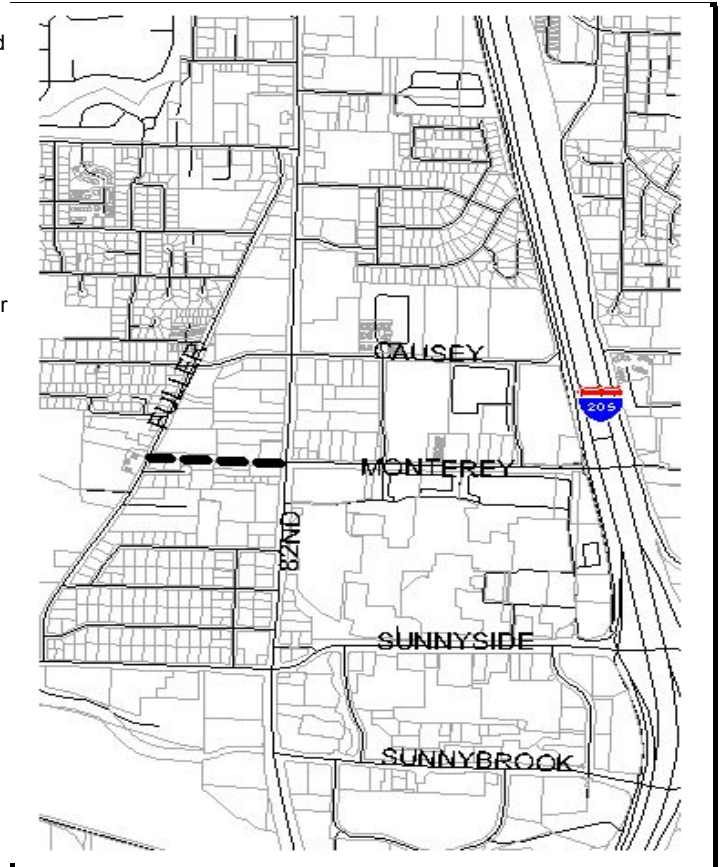 d
r
CAUSEY
FULLER
205
MONTEREY
82ND
SUNNYSIDE
SUNNYBROOK